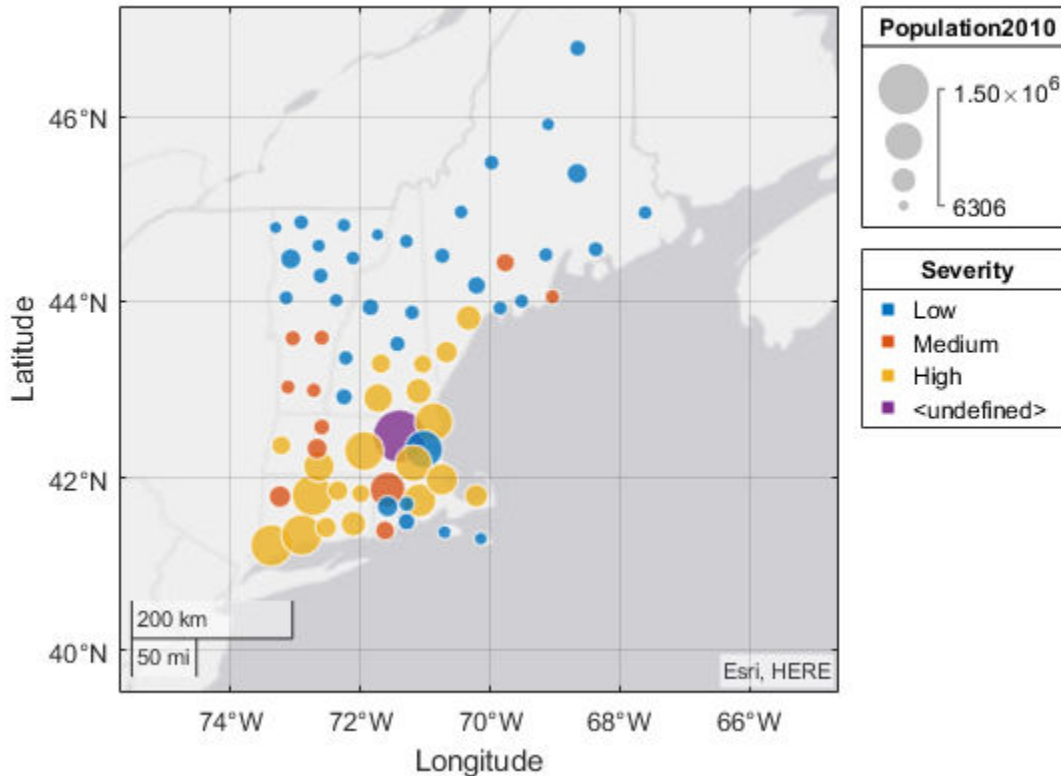 46°N
44°N
42°N
40°N
Latitude
200 km
50 mi
Esri, HERE
74°W 72°W 70°W 68°W 66°W
Longitude
Population2010
1.50×10⁶
6306
Severity
Low
Medium
High
<undefined>